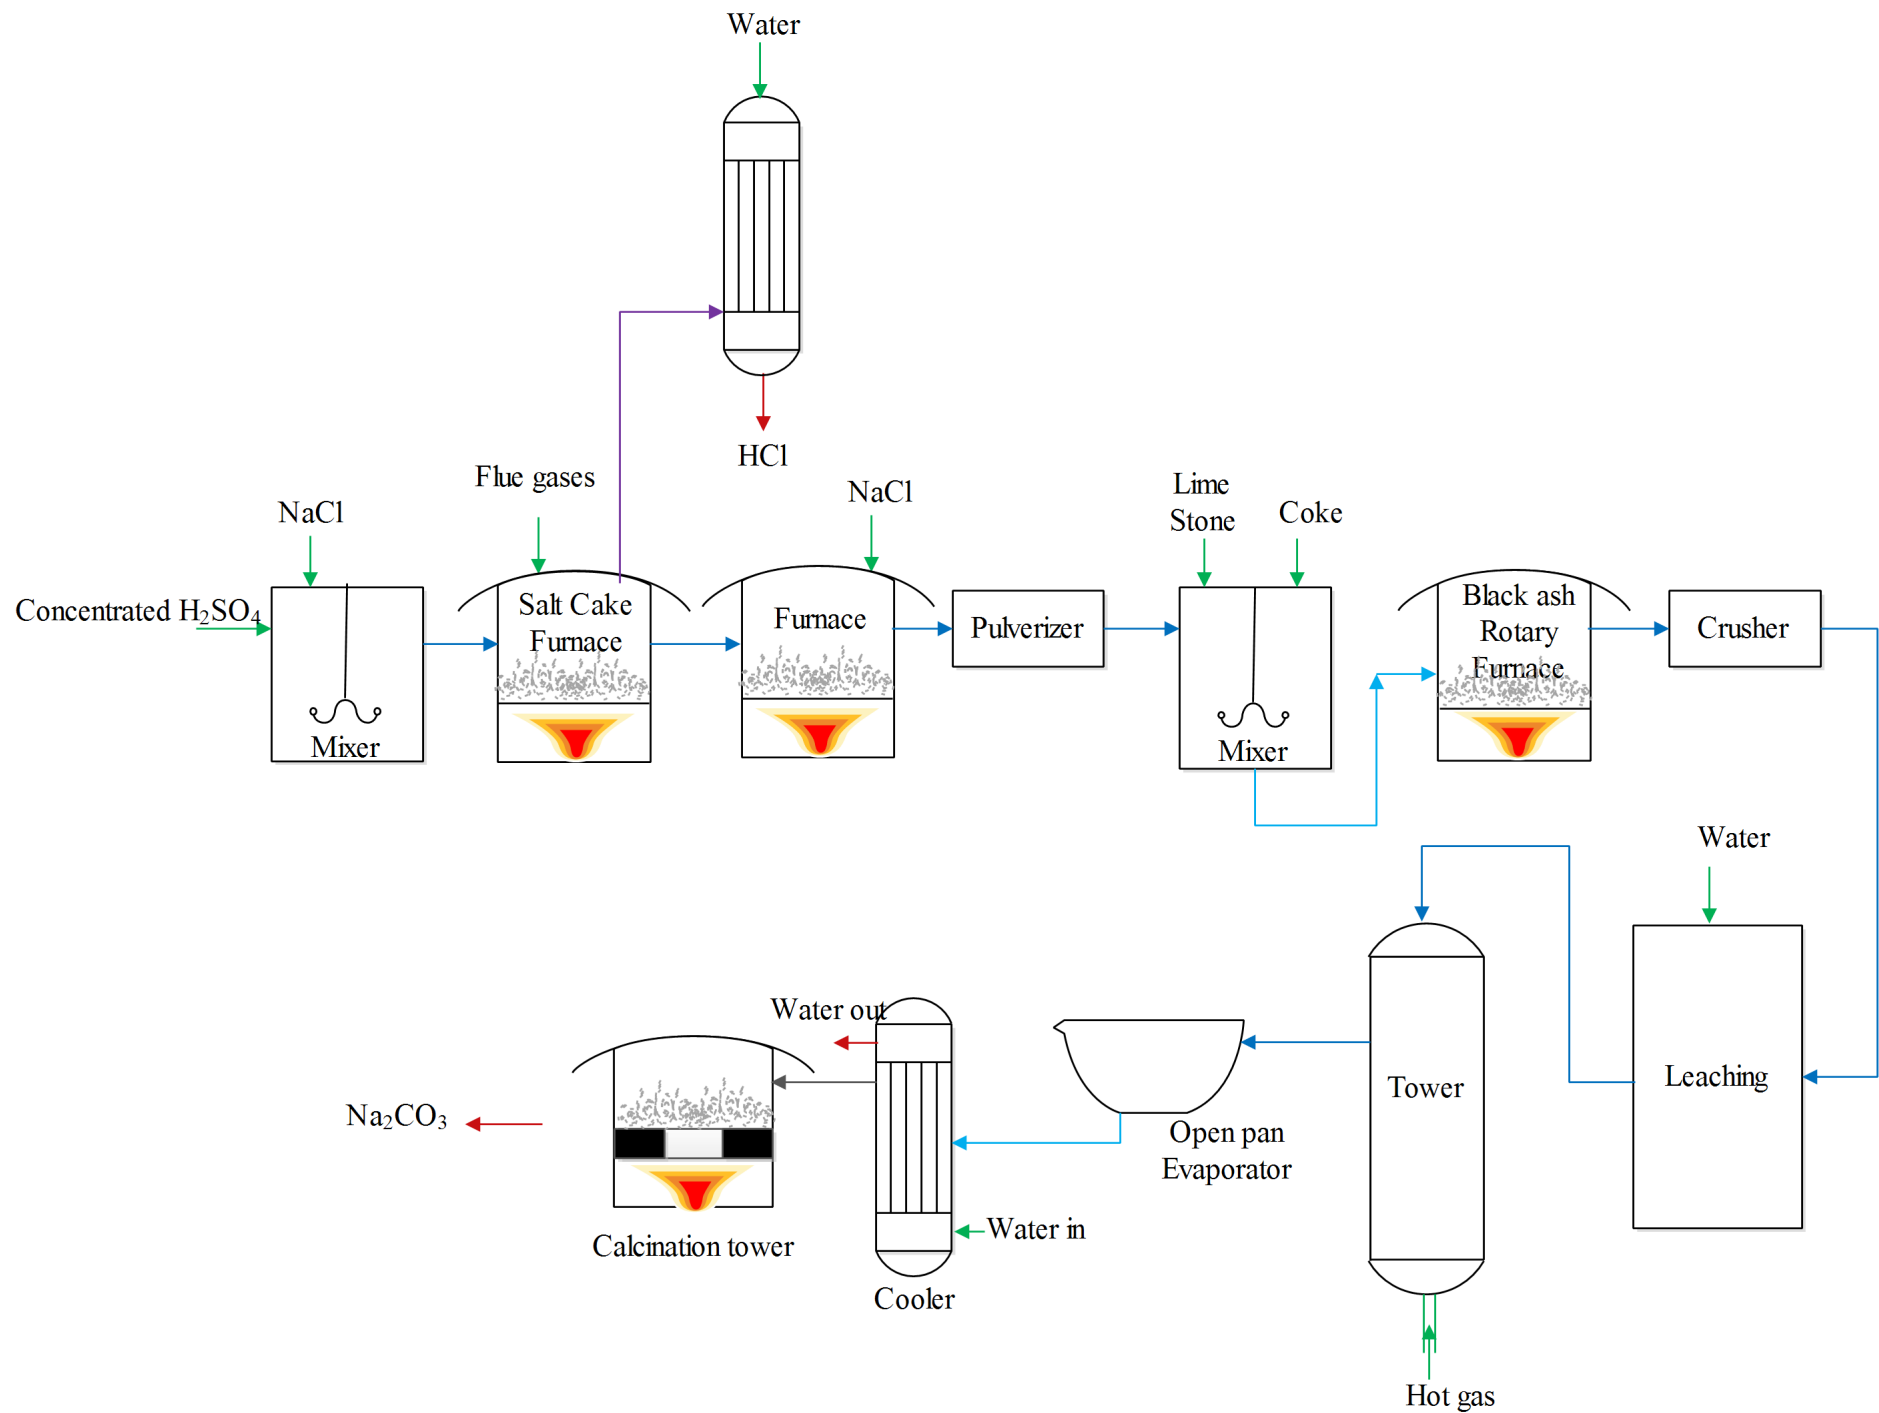 Water
HCl
Flue gases
NaCl
NaCl
Lime
Stone
Coke
Concentrated H₂SO₄
Salt Cake
Furnace
Furnace
Pulverizer
Black ash
Rotary
Furnace
Crusher
Mixer
Mixer
Water
Water out
Leaching
Tower
Na₂CO₃
Open pan
Evaporator
Water in
Calcination tower
Cooler
Hot gas